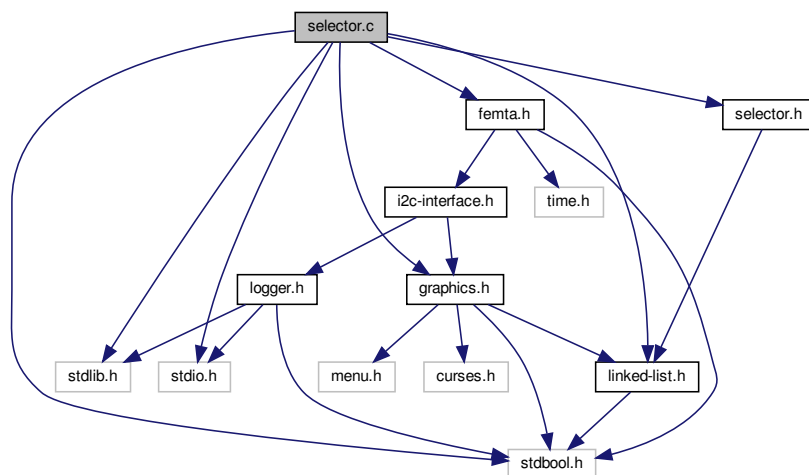 selector.c
femta.h
selector.h
i2c-interface.h
time.h
logger.h
graphics.h
stdlib.h
stdio.h
menu.h
curses.h
linked-list.h
stdbool.h